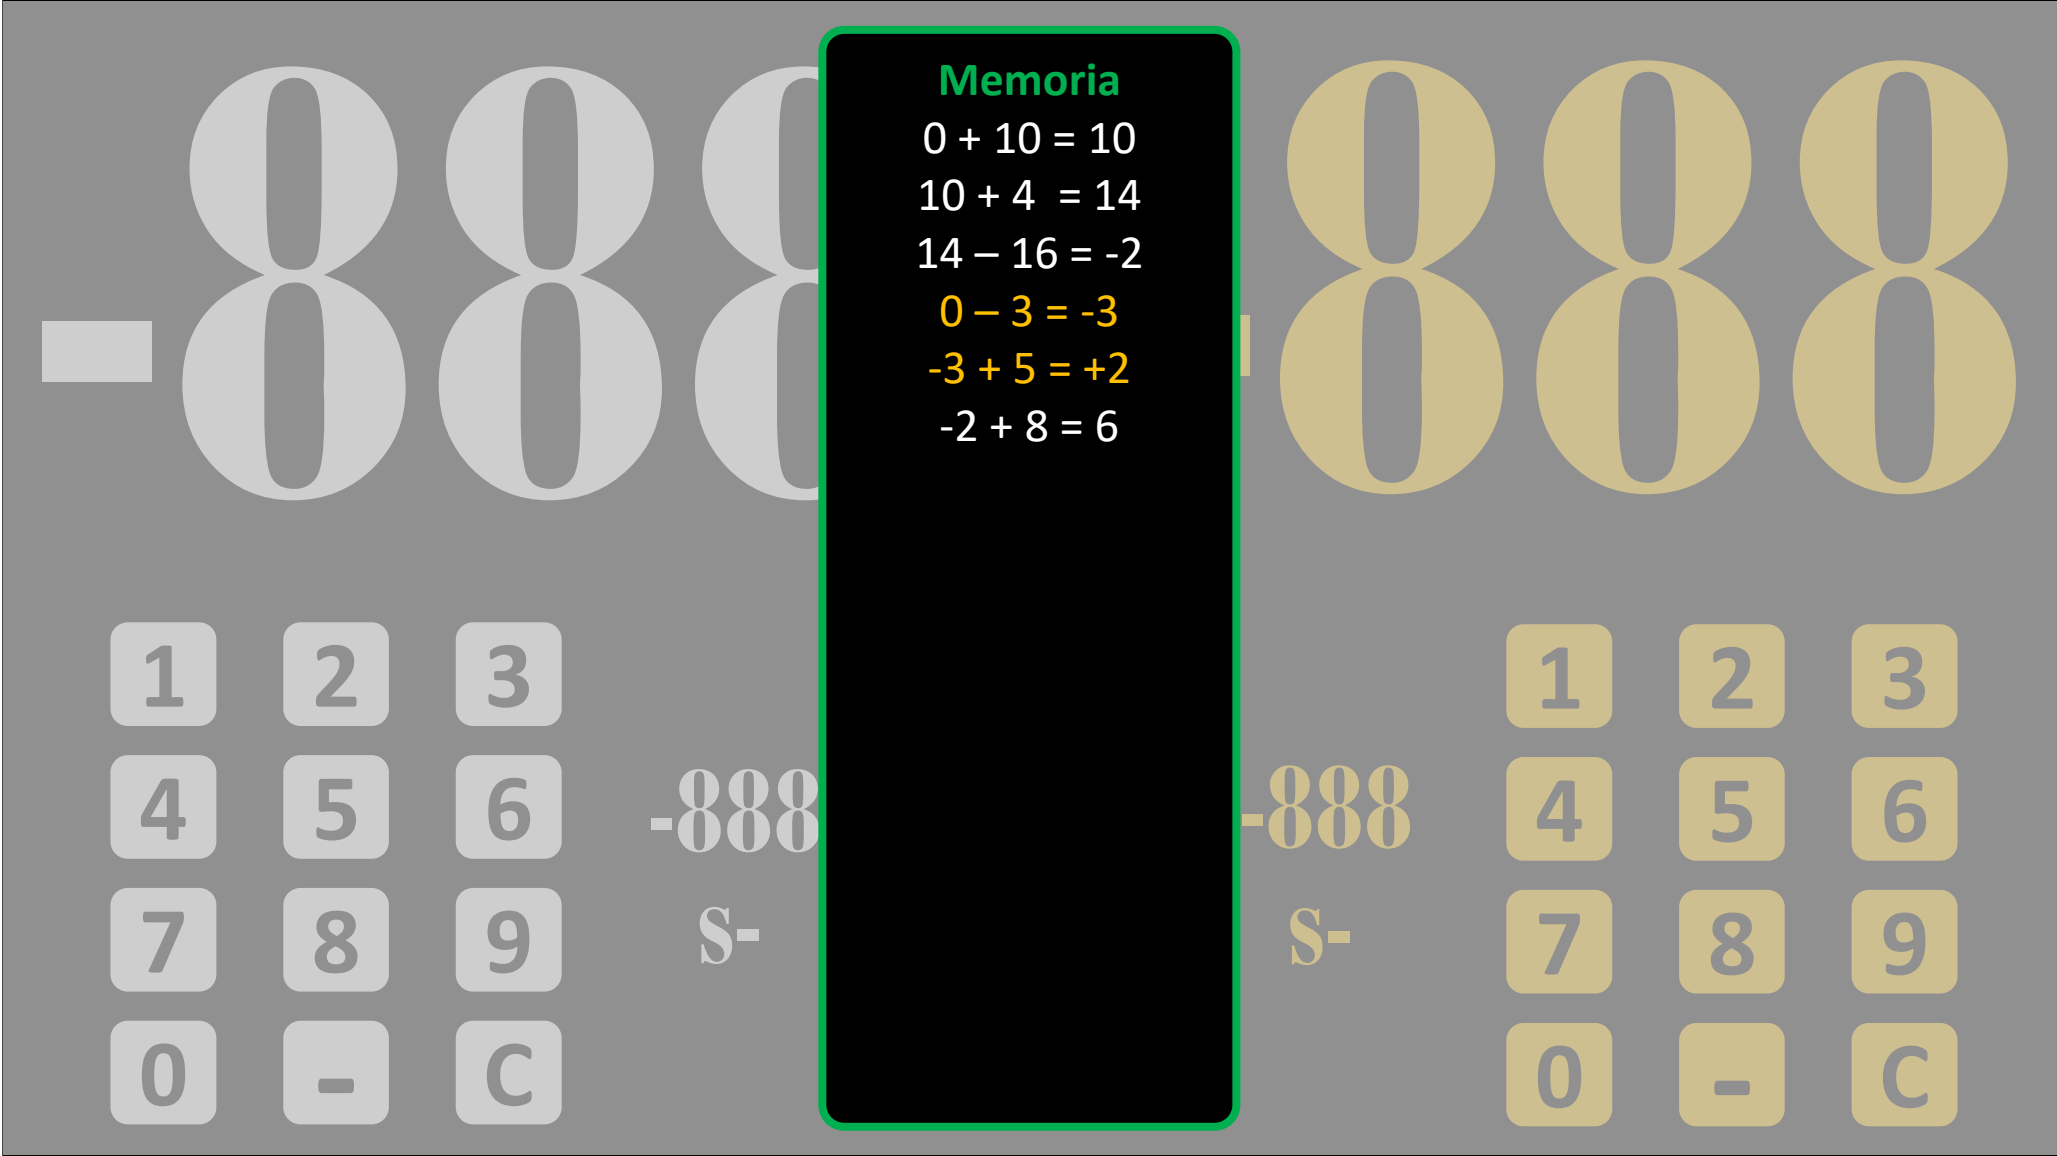 -888
Memoria
0 + 10 = 10
10 + 4  = 14
14 – 16 = -2
0 – 3 = -3
-3 + 5 = +2
-2 + 8 = 6
-888
1 2 3
4 5 6
7 8 9
0 - C
-888
S-
-888
S-
1 2 3
4 5 6
7 8 9
0 - C